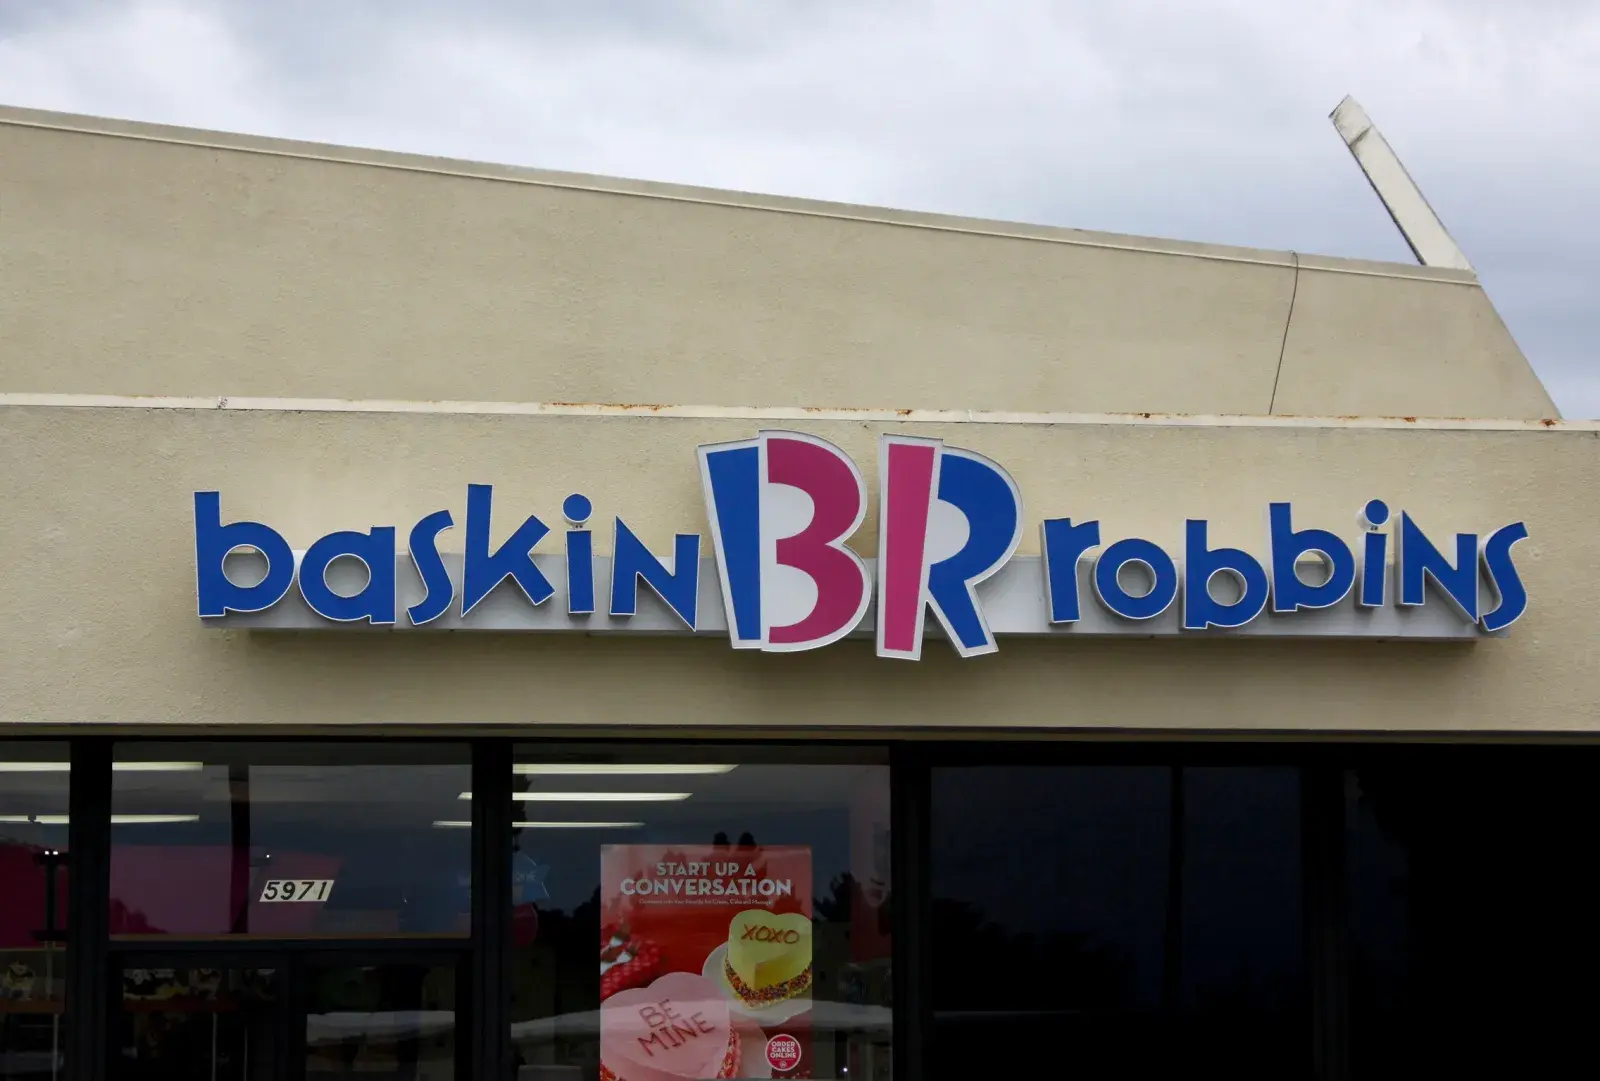 baskin BR robbins
5971
START UP A
CONVERSATION
XOXO
BE
MINE
ORDER
CAKES
ONLINE